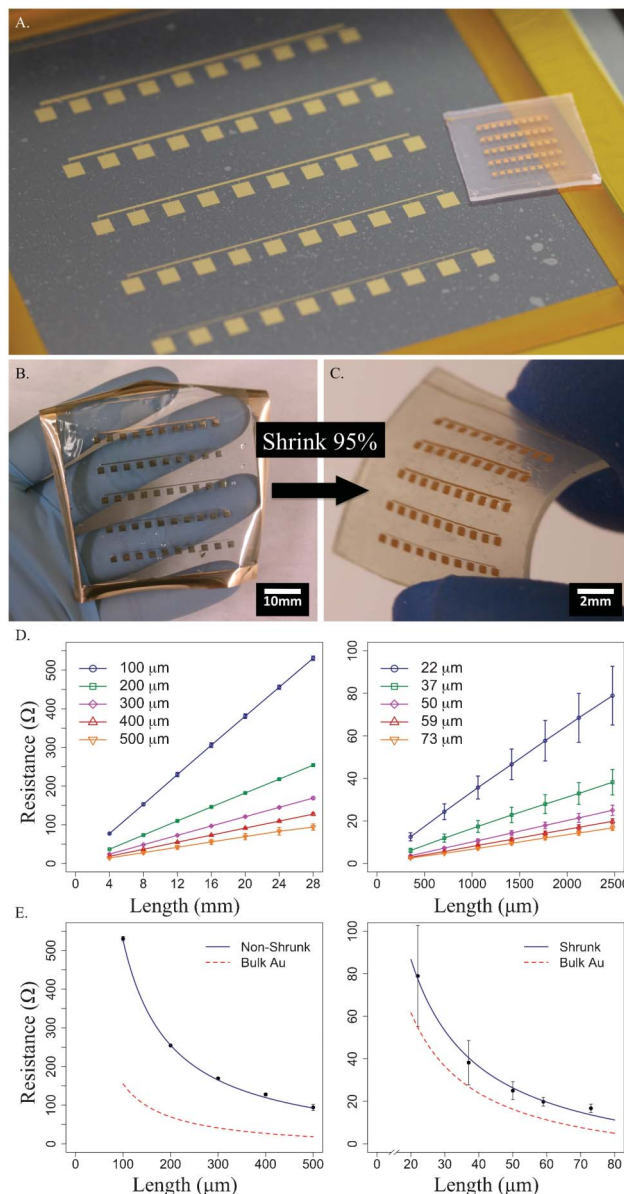 A.
B.
C.
Shrink 95%
10mm
2mm
D.
Resistance (Ω)
500
400
300
200
100
0
100 µm
200 µm
300 µm
400 µm
500 µm
0 4 8 12 16 20 24 28
Length (mm)
100
80
60
40
20
0
22 µm
37 µm
50 µm
59 µm
73 µm
0 500 1000 1500 2000 2500
Length (µm)
E.
Resistance (Ω)
500
400
300
200
100
0
Non-Shrunk
Bulk Au
0 100 200 300 400 500
Length (µm)
100
80
60
40
20
0
Shrunk
Bulk Au
0 20 30 40 50 60 70 80
Length (µm)